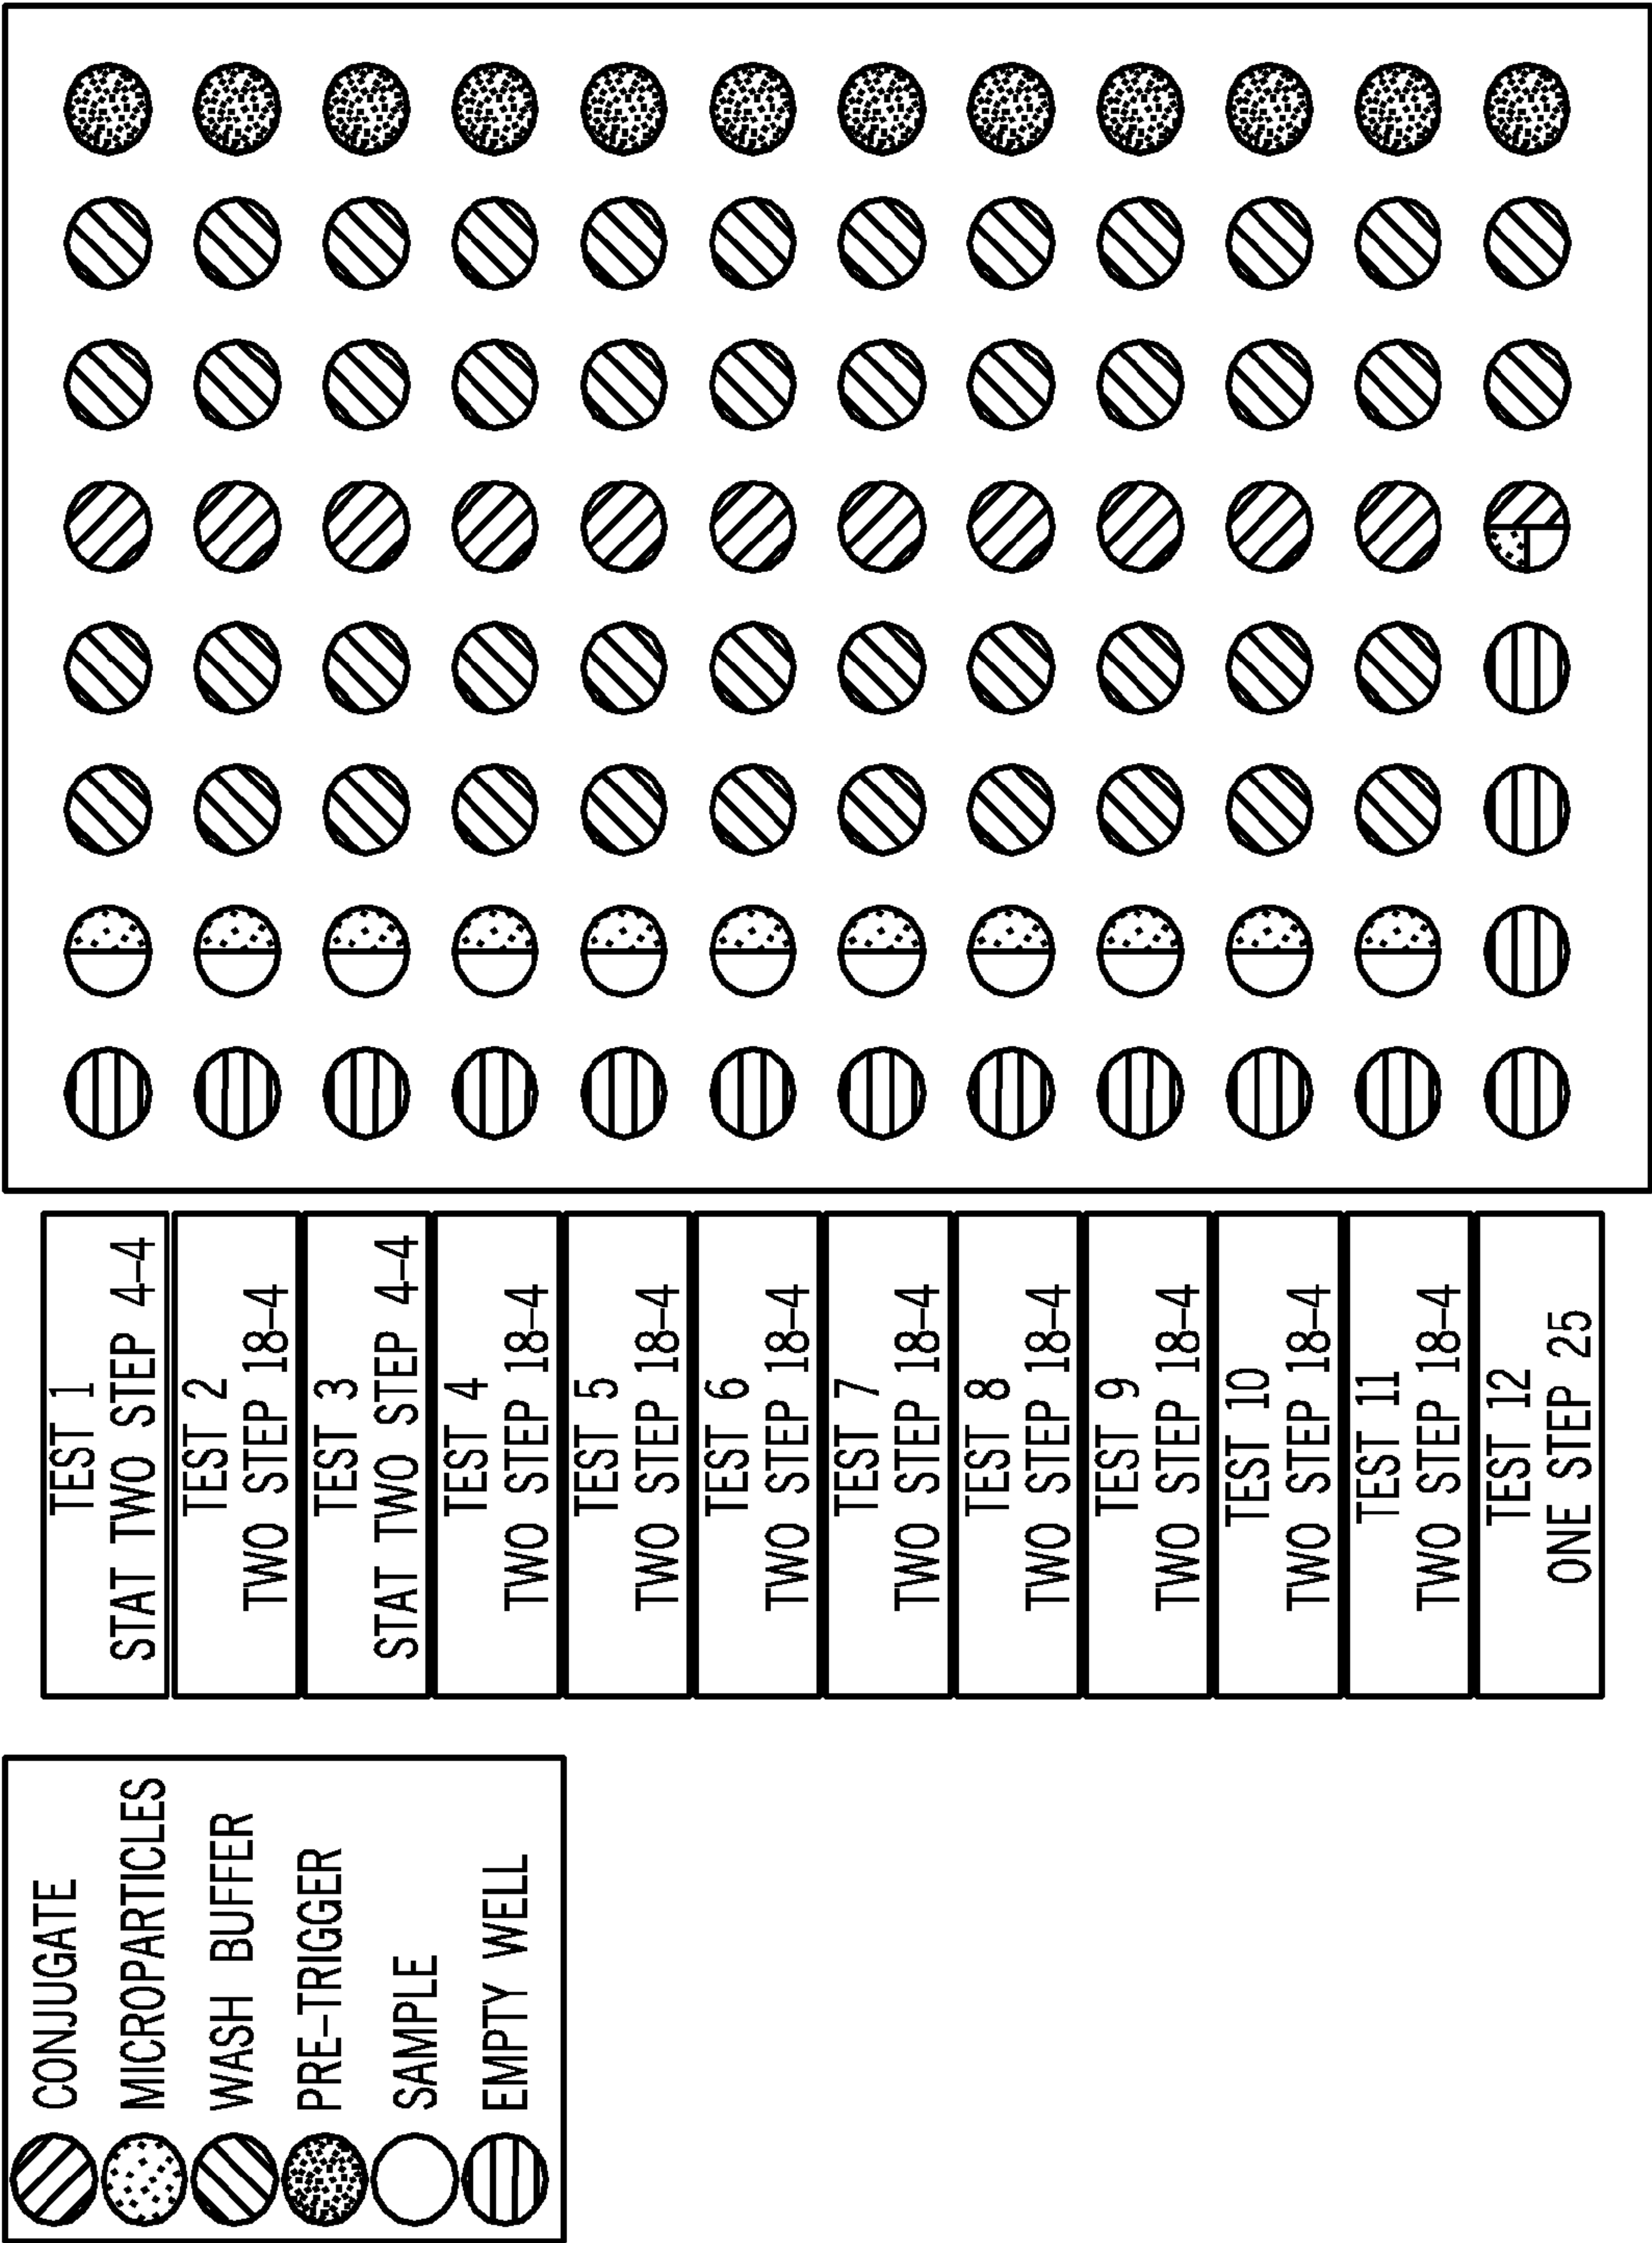 TEST 1
STAT TWO STEP 4-4
TEST 2
TWO STEP 18-4
TEST 3
STAT TWO STEP 4-4
TEST 4
TWO STEP 18-4
TEST 5
TWO STEP 18-4
TEST 6
TWO STEP 18-4
TEST 7
TWO STEP 18-4
TEST 8
TWO STEP 18-4
TEST 9
TWO STEP 18-4
TEST 10
TWO STEP 18-4
TEST 11
TWO STEP 18-4
TEST 12
ONE STEP 25
CONJUGATE
MICROPARTICLES
WASH BUFFER
PRE-TRIGGER
SAMPLE
EMPTY WELL